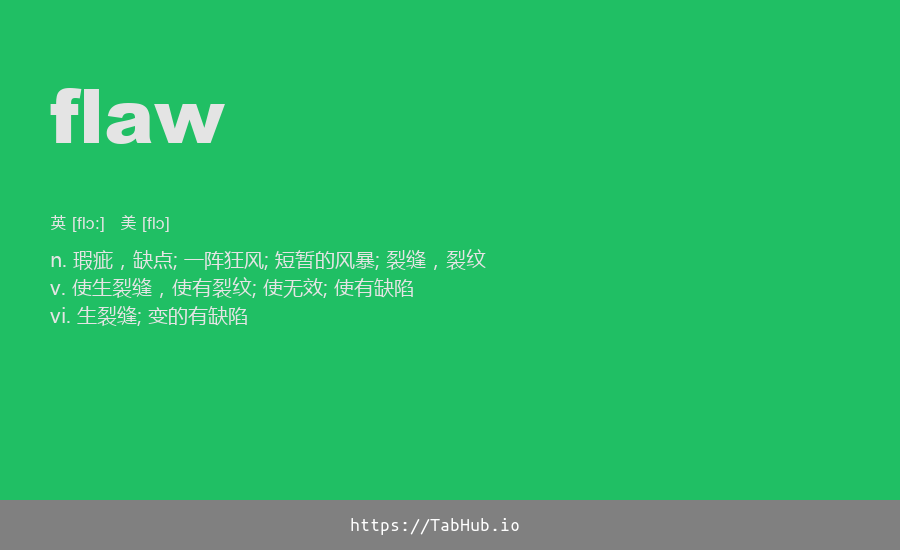 flaw
英 [flɔː] 美 [flɔ]
n. 瑕疵，缺点; 一阵狂风; 短暂的风暴; 裂缝，裂纹
v. 使生裂缝，使有裂纹; 使无效; 使有缺陷
vi. 生裂缝; 变的有缺陷
https://TabHub.io